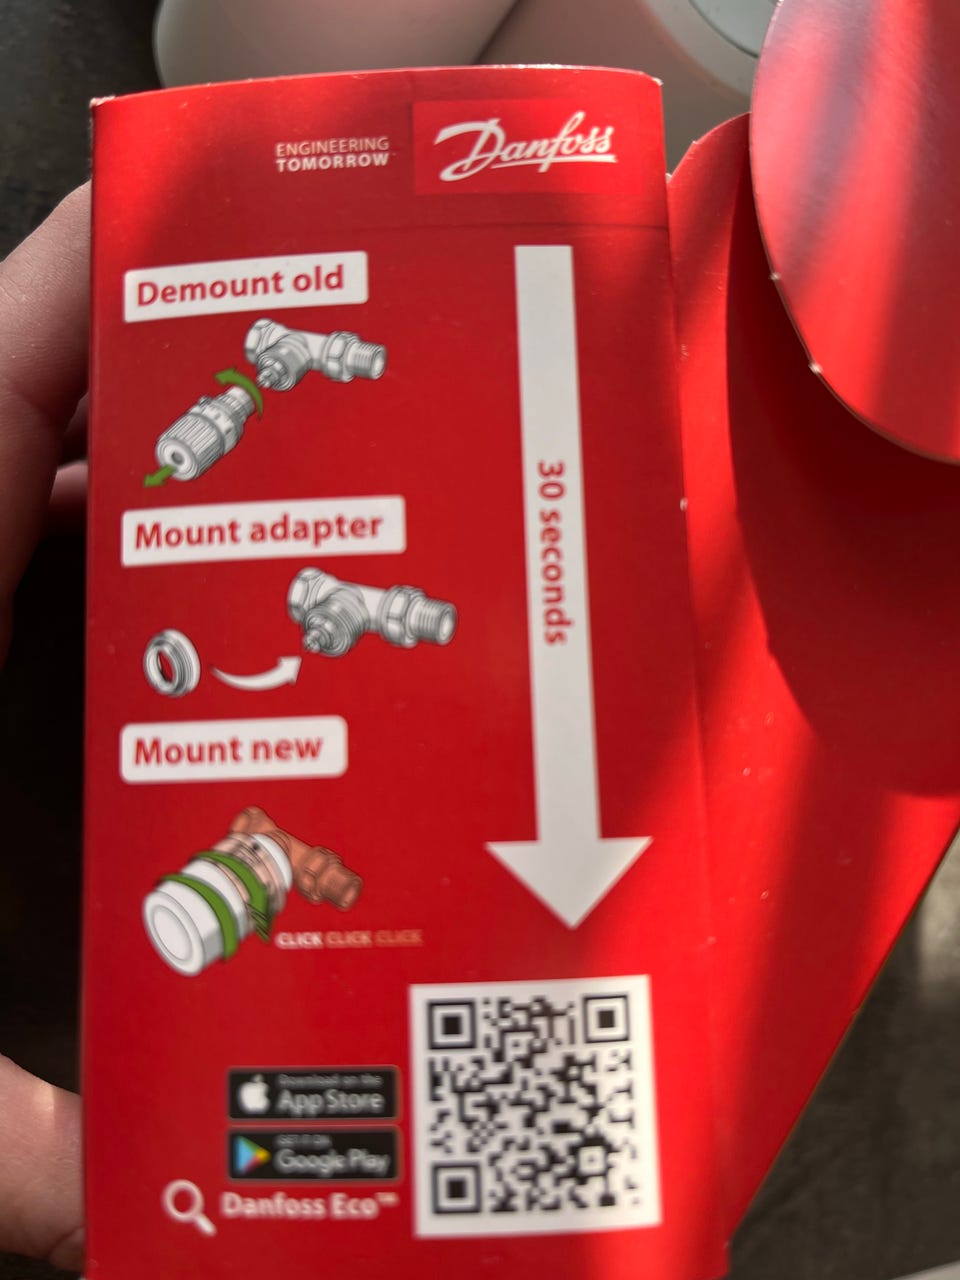 ENGINEERING
TOMORROW
Danfoss
Demount old
30 seconds
Mount adapter
Mount new
CLICK CLICK CLICK
Download on the
App Store
GET IT ON
Google Play
Danfoss Eco™